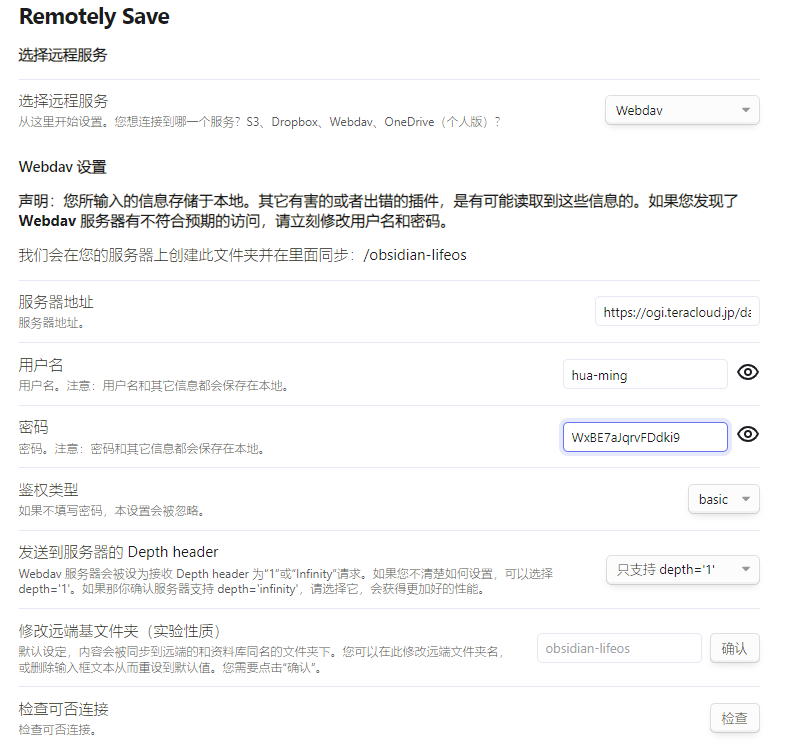 Remotely Save
选择远程服务
选择远程服务
从这里开始设置。您想连接到哪一个服务？S3、Dropbox、Webdav、OneDrive（个人版）？
Webdav
Webdav 设置
声明：您所输入的信息存储于本地。其它有害的或者出错的插件，是有可能读取到这些信息的。如果您发现了
Webdav 服务器有不符合预期的访问，请立刻修改用户名和密码。
我们会在您的服务器上创建此文件夹并在里面同步：/obsidian-lifeos
服务器地址
服务器地址。
https://ogi.teracloud.jp/da
用户名
用户名。注意：用户名和其它信息都会保存在本地。
hua-ming
密码
密码。注意：密码和其它信息都会保存在本地。
WxBE7aJqrvFDdki9
鉴权类型
如果不填写密码，本设置会被忽略。
basic
发送到服务器的 Depth header
Webdav 服务器会被设为接收 Depth header 为“1”或“Infinity”请求。如果您不清楚如何设置，可以选择
depth='1'。如果那你确认服务器支持 depth='infinity'，请选择它，会获得更加好的性能。
只支持 depth='1'
修改远端基文件夹（实验性质）
默认设定，内容会被同步到远端的和资料库同名的文件夹下。您可以在此修改远端文件夹名，
或删除输入框文本从而重设到默认值。您需要点击“确认”。
obsidian-lifeos
确认
检查可否连接
检查可否连接。
检查